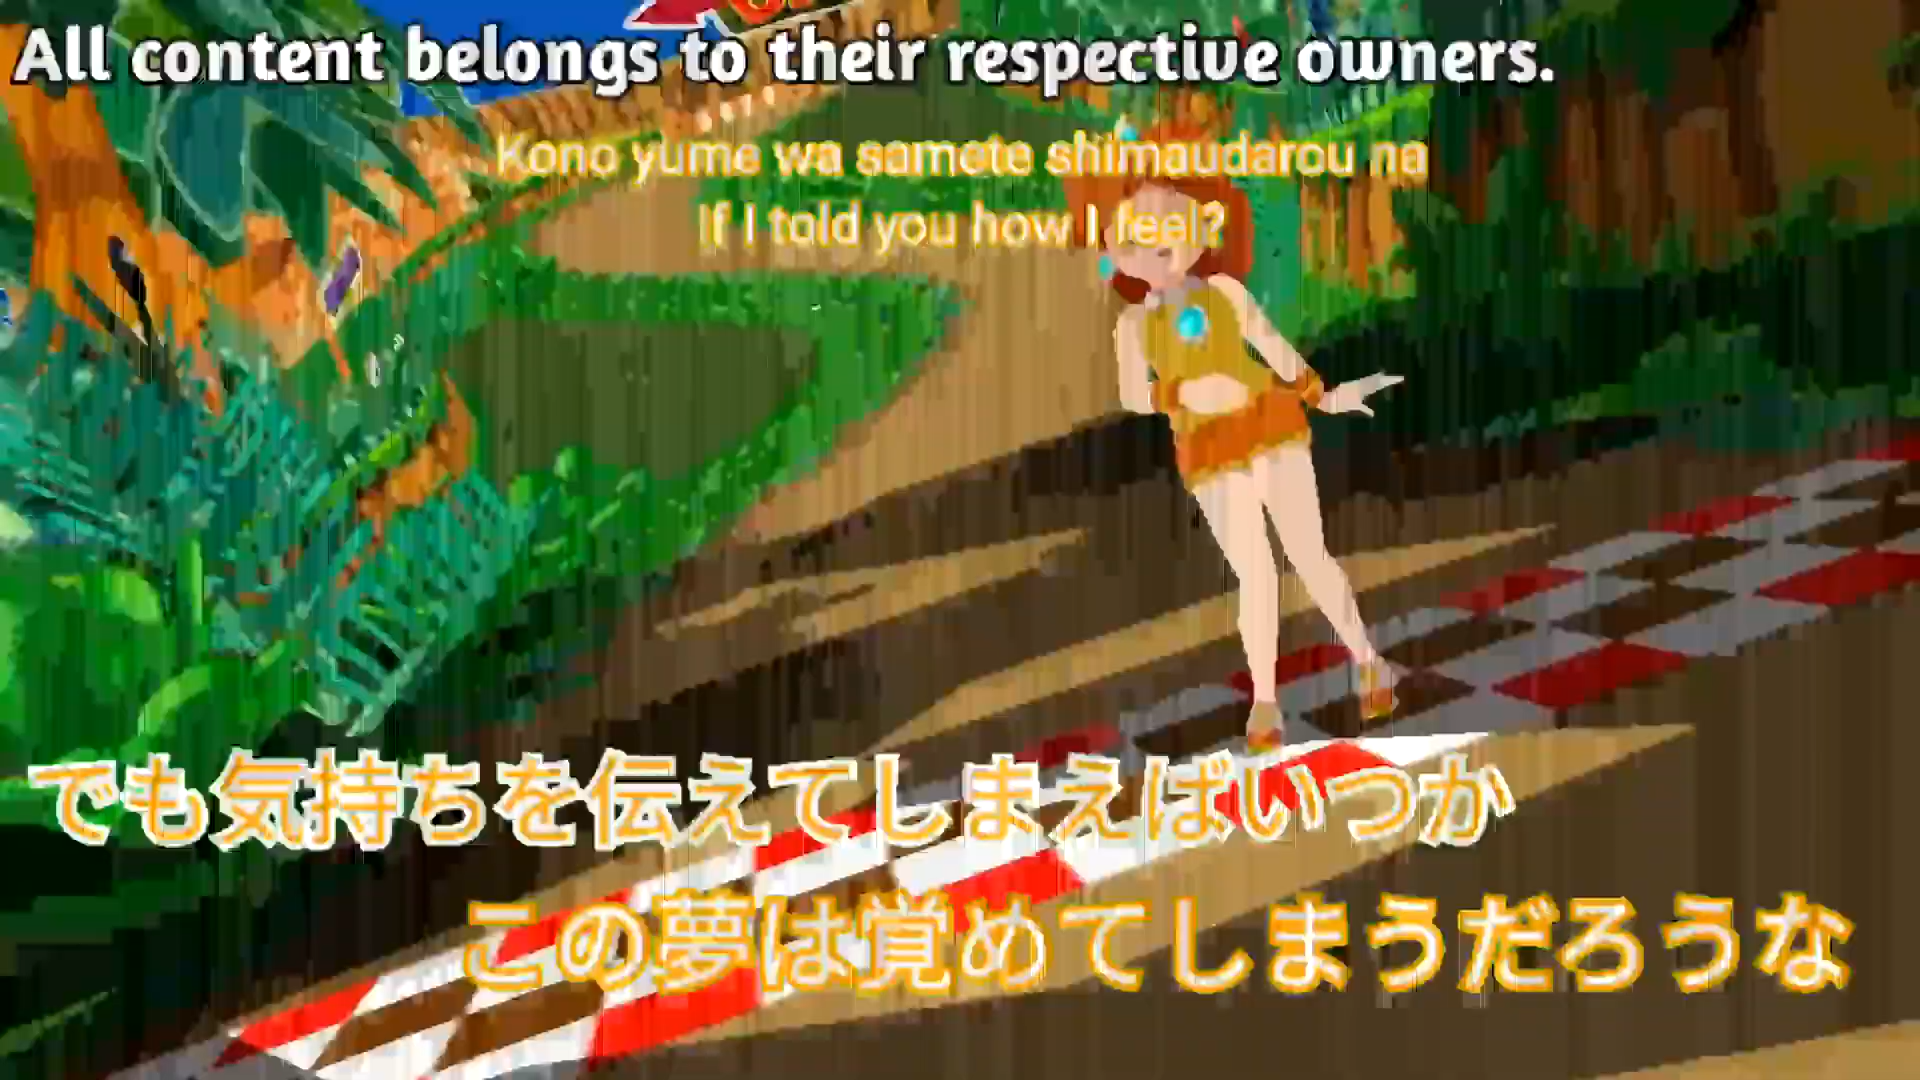 All content belongs to their respective owners.
Kono yume wa samete shimaudarou na
If I told you how I feel?
でも気持ちを伝えてしまえばいつか
この夢は覚めてしまうだろうな